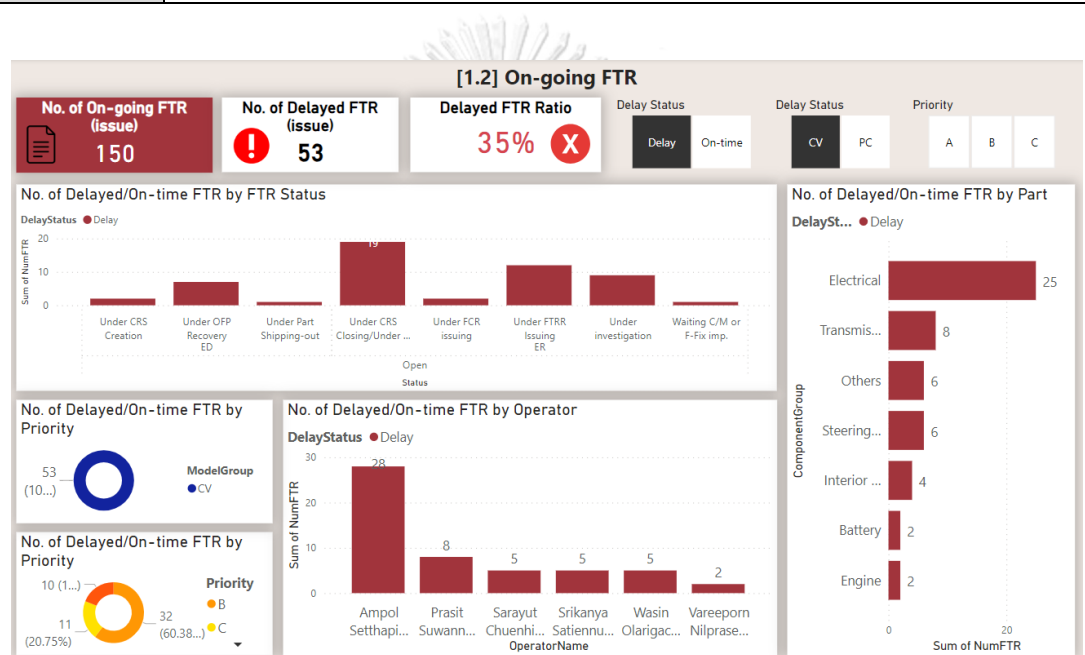 [1.2] On-going FTR
No. of On-going FTR
(issue)
150
No. of Delayed FTR
(issue)
53
Delayed FTR Ratio
35%
X
Delay Status
Delay
On-time
Delay Status
CV
PC
Priority
A
B
C
No. of Delayed/On-time FTR by FTR Status
DelayStatus
Delay
Sum of NumFTR
20
10
0
19
Under CRS
Creation
Under OFP
Recovery
ED
Under Part
Shipping-out
Under CRS
Closing/Under ...
Under FCR
issuing
Under FTRR
Issuing
ER
Under
investigation
Waiting C/M or
F-Fix imp.
Open
Status
No. of Delayed/On-time FTR by
Priority
53
(10...)
ModelGroup
CV
No. of Delayed/On-time FTR by
Priority
10 (1...)
11
(20.75%)
32
(60.38...)
Priority
B
C
No. of Delayed/On-time FTR by Operator
DelayStatus
Delay
Sum of NumFTR
30
20
10
0
28
8
5
5
5
2
Ampol
Setthapi...
Prasit
Suwann...
Sarayut
Chuenhi...
Srikanya
Satiennu...
Wasin
Olarigac...
Vareeporn
Nilprase...
OperatorName
No. of Delayed/On-time FTR by Part
DelaySt...
Delay
ComponentGroup
Electrical
25
Transmis...
8
Others
6
Steering...
6
Interior ...
4
Battery
2
Engine
2
0
20
Sum of NumFTR